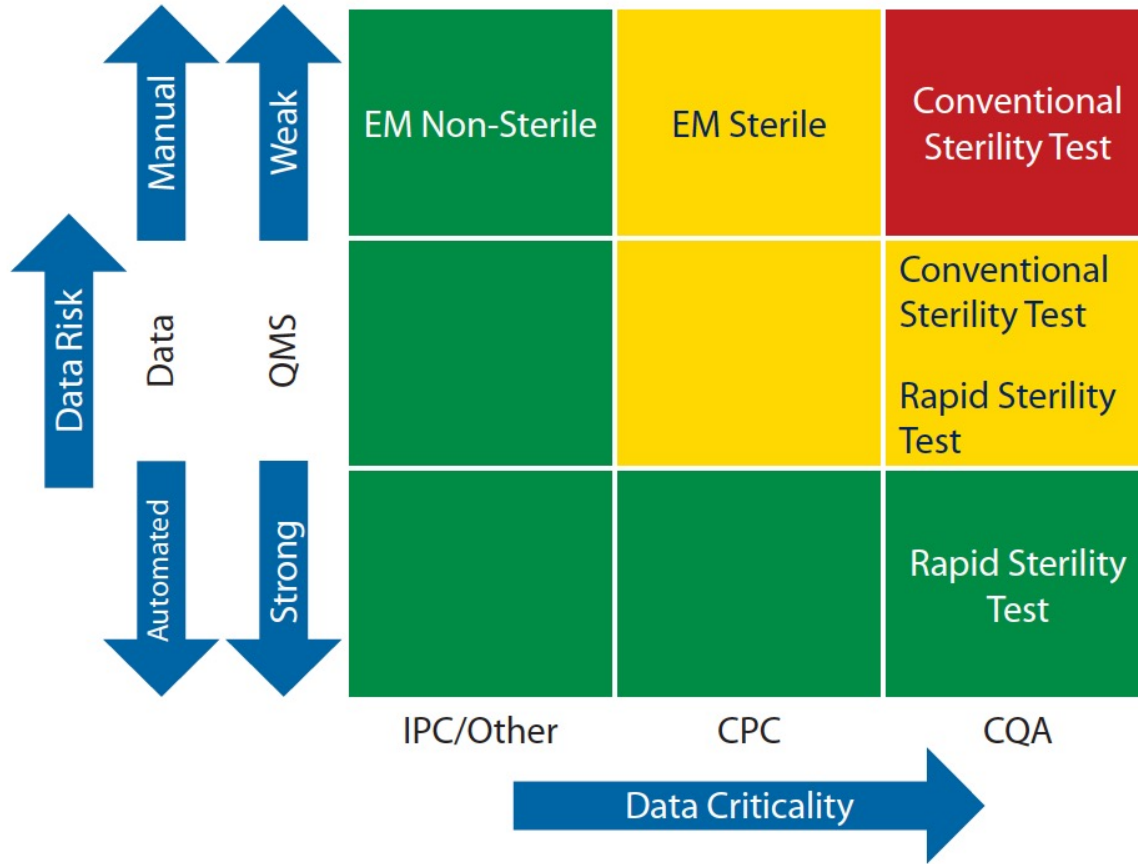 Manual
Weak
EM Non-Sterile
EM Sterile
Conventional
Sterility Test
Data Risk
Data
QMS
Conventional
Sterility Test
Rapid Sterility
Test
Automated
Strong
Rapid Sterility
Test
IPC/Other
CPC
CQA
Data Criticality